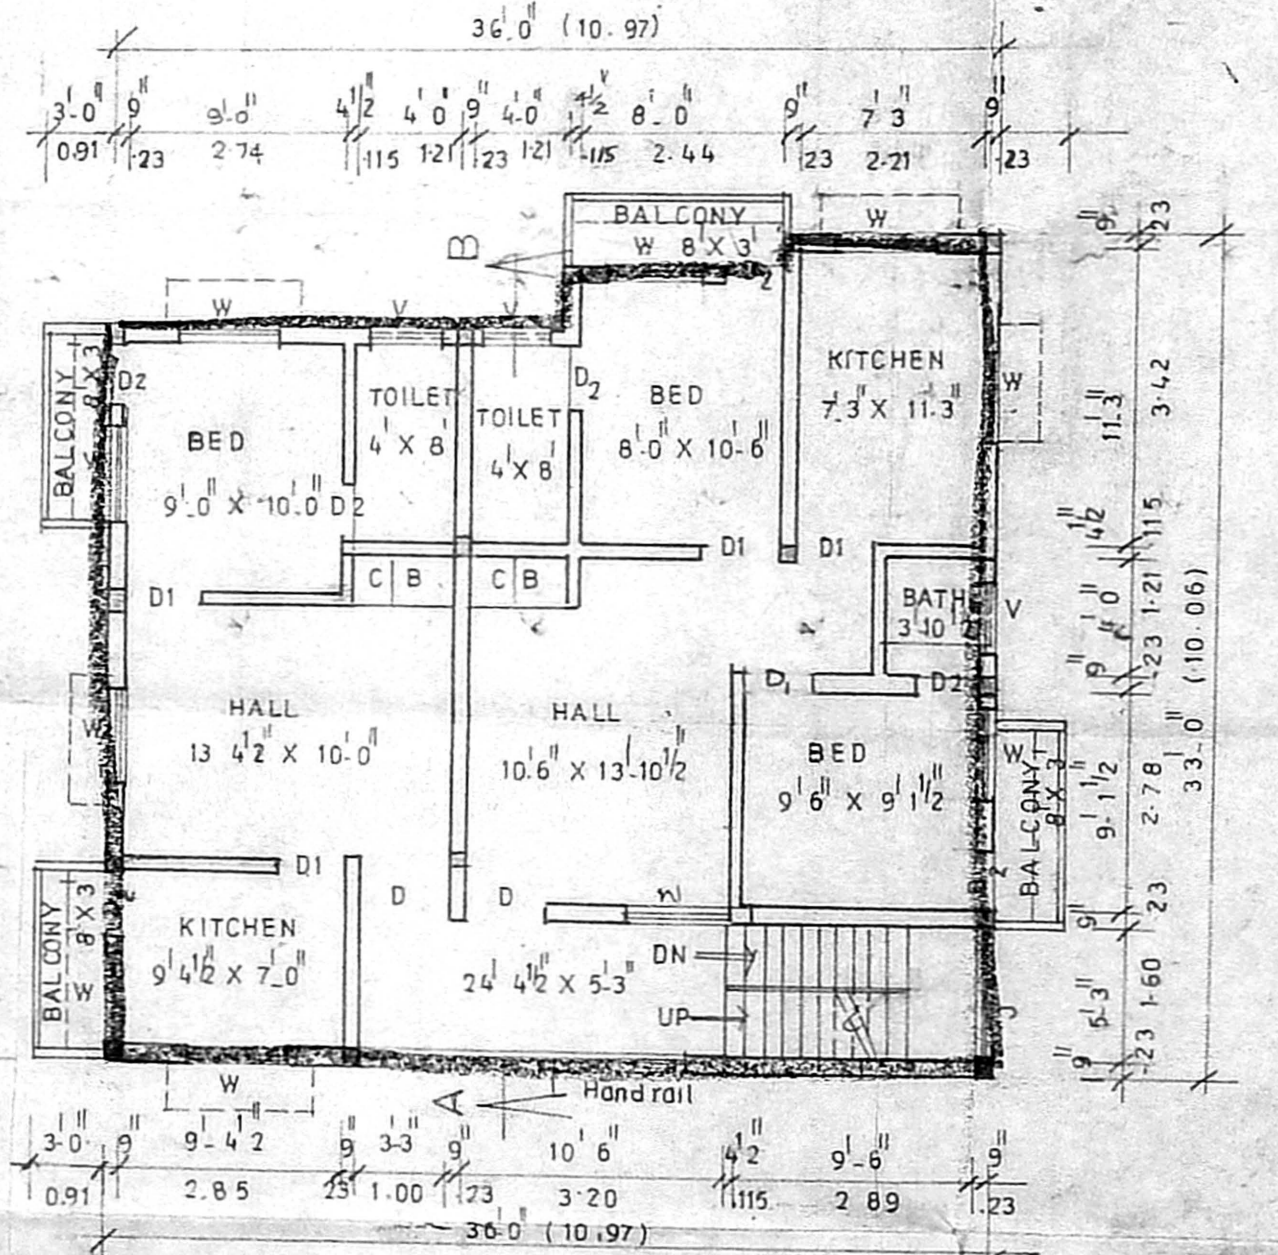 36'.0" (10.97)
3'-0" 9" 9'-0" 4 1/2" 4'0" 9" 4'-0" 4 1/2" 8'-0" 9" 7'3" 9"
0.91 .23 2.74 .115 1.21 .23 1.21 .115 2.44 .23 2.21 .23
BALCONY
W 8' X 3'
W
B
9" .23
W V V
BALCONY
8' X 3'
D2
BED
9'-0" X 10'.0"
D2
TOILET
4' X 8'
TOILET
4' X 8'
D2
BED
8'-0" X 10'-6"
KITCHEN
7'3" X 11'.3"
W
11'.3" 3.42
V
D1 D1
4 1/2" .115
C B C B
D1
BATH
3'-10"
V
9" 4'0" .23 1.21
D1 D2
9" .23
W
HALL
13' 4 1/2" X 10'-0"
HALL
10'.6" X 13'-10 1/2"
BED
9' 6" X 9' 1 1/2"
W
BALCONY
8' X 3'
9'-1 1/2" 2.78
33'-0" (10.06)
D1 D D W
BALCONY
8' X 3'
W
KITCHEN
9' 4 1/2" X 7'-0"
24' 4 1/2" X 5'-3"
DN
UP
9" .23
5'-3" 1.60
9" .23
W
A
Hand rail
3'-0" 9" 9'-4 1/2" 9" 3'-3" 9" 10' 6" 4 1/2" 9'-6" 9"
0.91 2.85 .23 1.00 .23 3.20 .115 2.89 .23
36'0" (10.97)